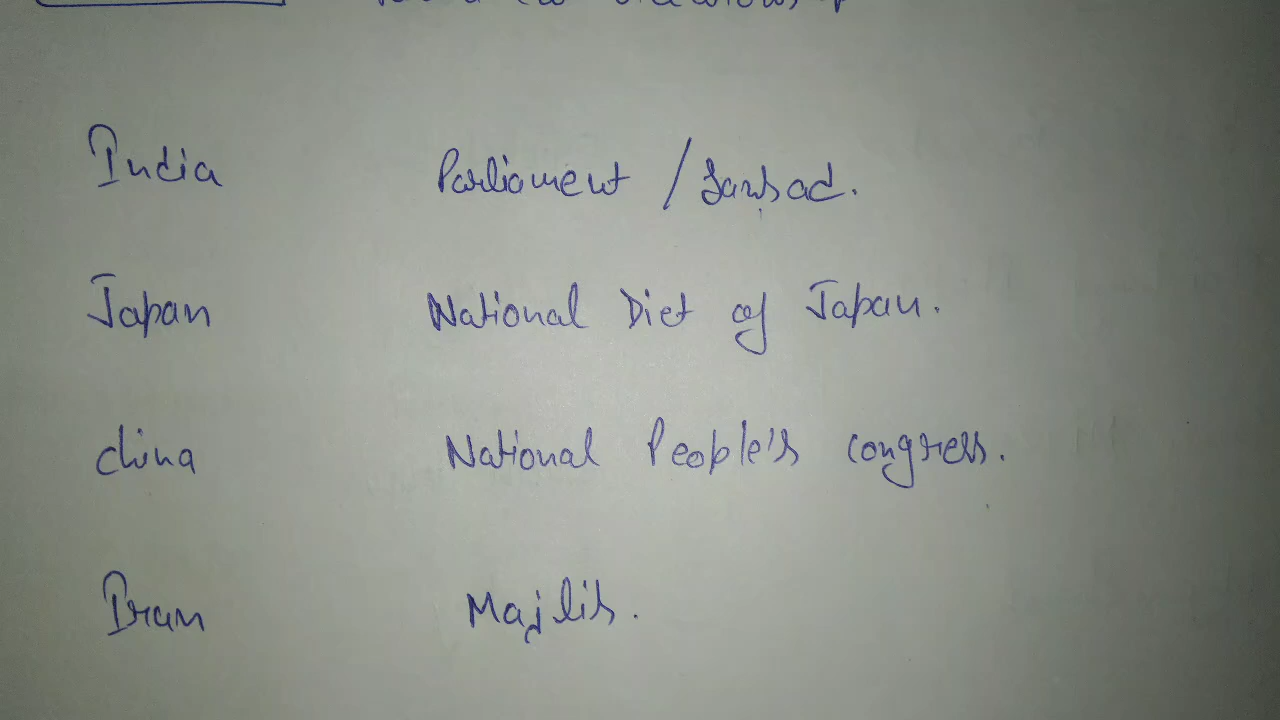 India Parliament / Sansad.
Japan National Diet of Japan.
China National People's Congress.
Iran Majlis.